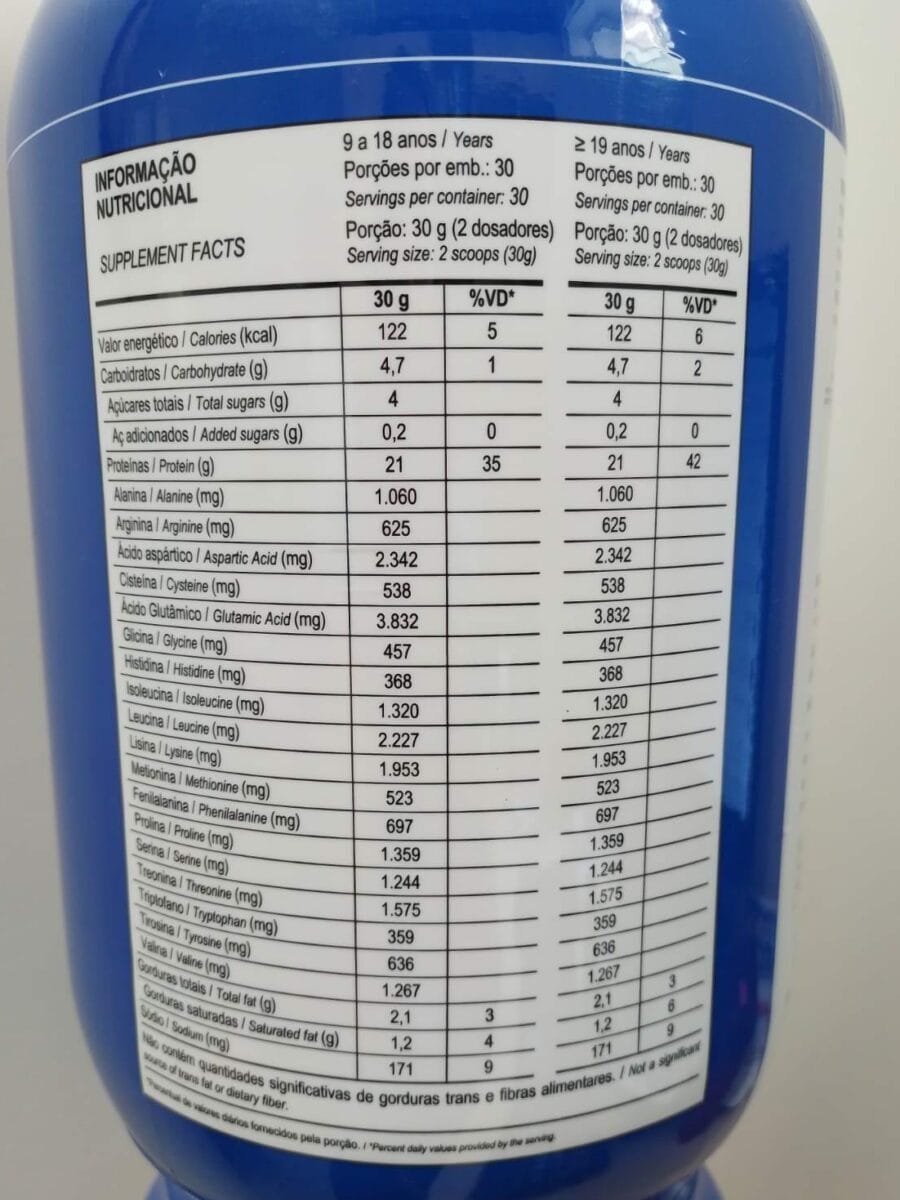 INFORMAÇÃO
NUTRICIONAL
SUPPLEMENT FACTS
9 a 18 anos / Years
Porções por emb.: 30
Servings per container: 30
Porção: 30 g (2 dosadores)
Serving size: 2 scoops (30g)
≥ 19 anos / Years
Porções por emb.: 30
Servings per container: 30
Porção: 30 g (2 dosadores)
Serving size: 2 scoops (30g)
30 g %VD* 30 g %VD*
Valor energético / Calories (kcal) 122 5 122 6
Carboidratos / Carbohydrate (g) 4,7 1 4,7 2
Açúcares totais / Total sugars (g) 4 4
Aç adicionados / Added sugars (g) 0,2 0 0,2 0
Proteínas / Protein (g) 21 35 21 42
Alanina / Alanine (mg) 1.060 1.060
Arginina / Arginine (mg) 625 625
Ácido aspártico / Aspartic Acid (mg) 2.342 2.342
Cisteína / Cysteine (mg) 538 538
Ácido Glutâmico / Glutamic Acid (mg) 3.832 3.832
Glicina / Glycine (mg) 457 457
Histidina / Histidine (mg) 368 368
Isoleucina / Isoleucine (mg) 1.320 1.320
Leucina / Leucine (mg) 2.227 2.227
Lisina / Lysine (mg) 1.953 1.953
Metionina / Methionine (mg) 523 523
Fenilalanina / Phenilalanine (mg) 697 697
Prolina / Proline (mg) 1.359 1.359
Serina / Serine (mg) 1.244 1.244
Treonina / Threonine (mg) 1.575 1.575
Triptofano / Tryptophan (mg) 359 359
Tirosina / Tyrosine (mg) 636 636
Valina / Valine (mg) 1.267 1.267
Gorduras totais / Total fat (g) 2,1 3 2,1 3
Gorduras saturadas / Saturated fat (g) 1,2 4 1,2 6
Sódio / Sodium (mg) 171 9 171 9
Não contém quantidades significativas de gorduras trans e fibras alimentares. / Not a significant
source of trans fat or dietary fiber.
*Percentual de valores diários fornecidos pela porção. / *Percent daily values provided by the serving.